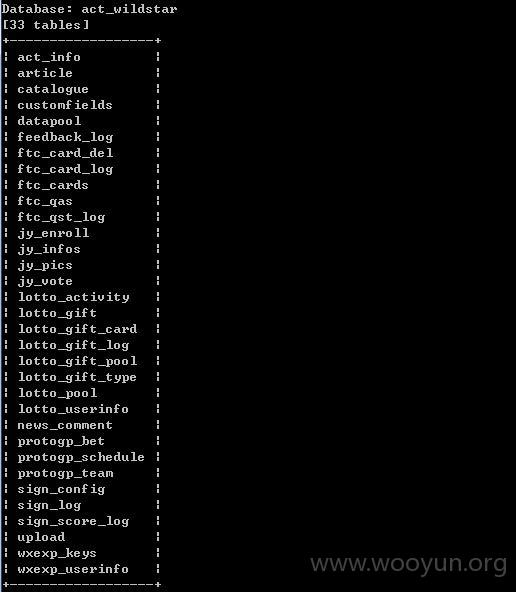 Database: act_wildstar
[33 tables]
+-------------------+
| act_info          |
| article           |
| catalogue         |
| customfields      |
| datapool          |
| feedback_log      |
| ftc_card_del      |
| ftc_card_log      |
| ftc_cards         |
| ftc_qas           |
| ftc_qst_log       |
| jy_enroll         |
| jy_infos          |
| jy_pics           |
| jy_vote           |
| lotto_activity    |
| lotto_gift        |
| lotto_gift_card   |
| lotto_gift_log    |
| lotto_gift_pool   |
| lotto_gift_type   |
| lotto_pool        |
| lotto_userinfo    |
| news_comment      |
| protogp_bet       |
| protogp_schedule  |
| protogp_team      |
| sign_config       |
| sign_log          |
| sign_score_log    |
| upload            |
| wxexp_keys        |
| wxexp_userinfo    |
+-------------------+
www.wooyun.org